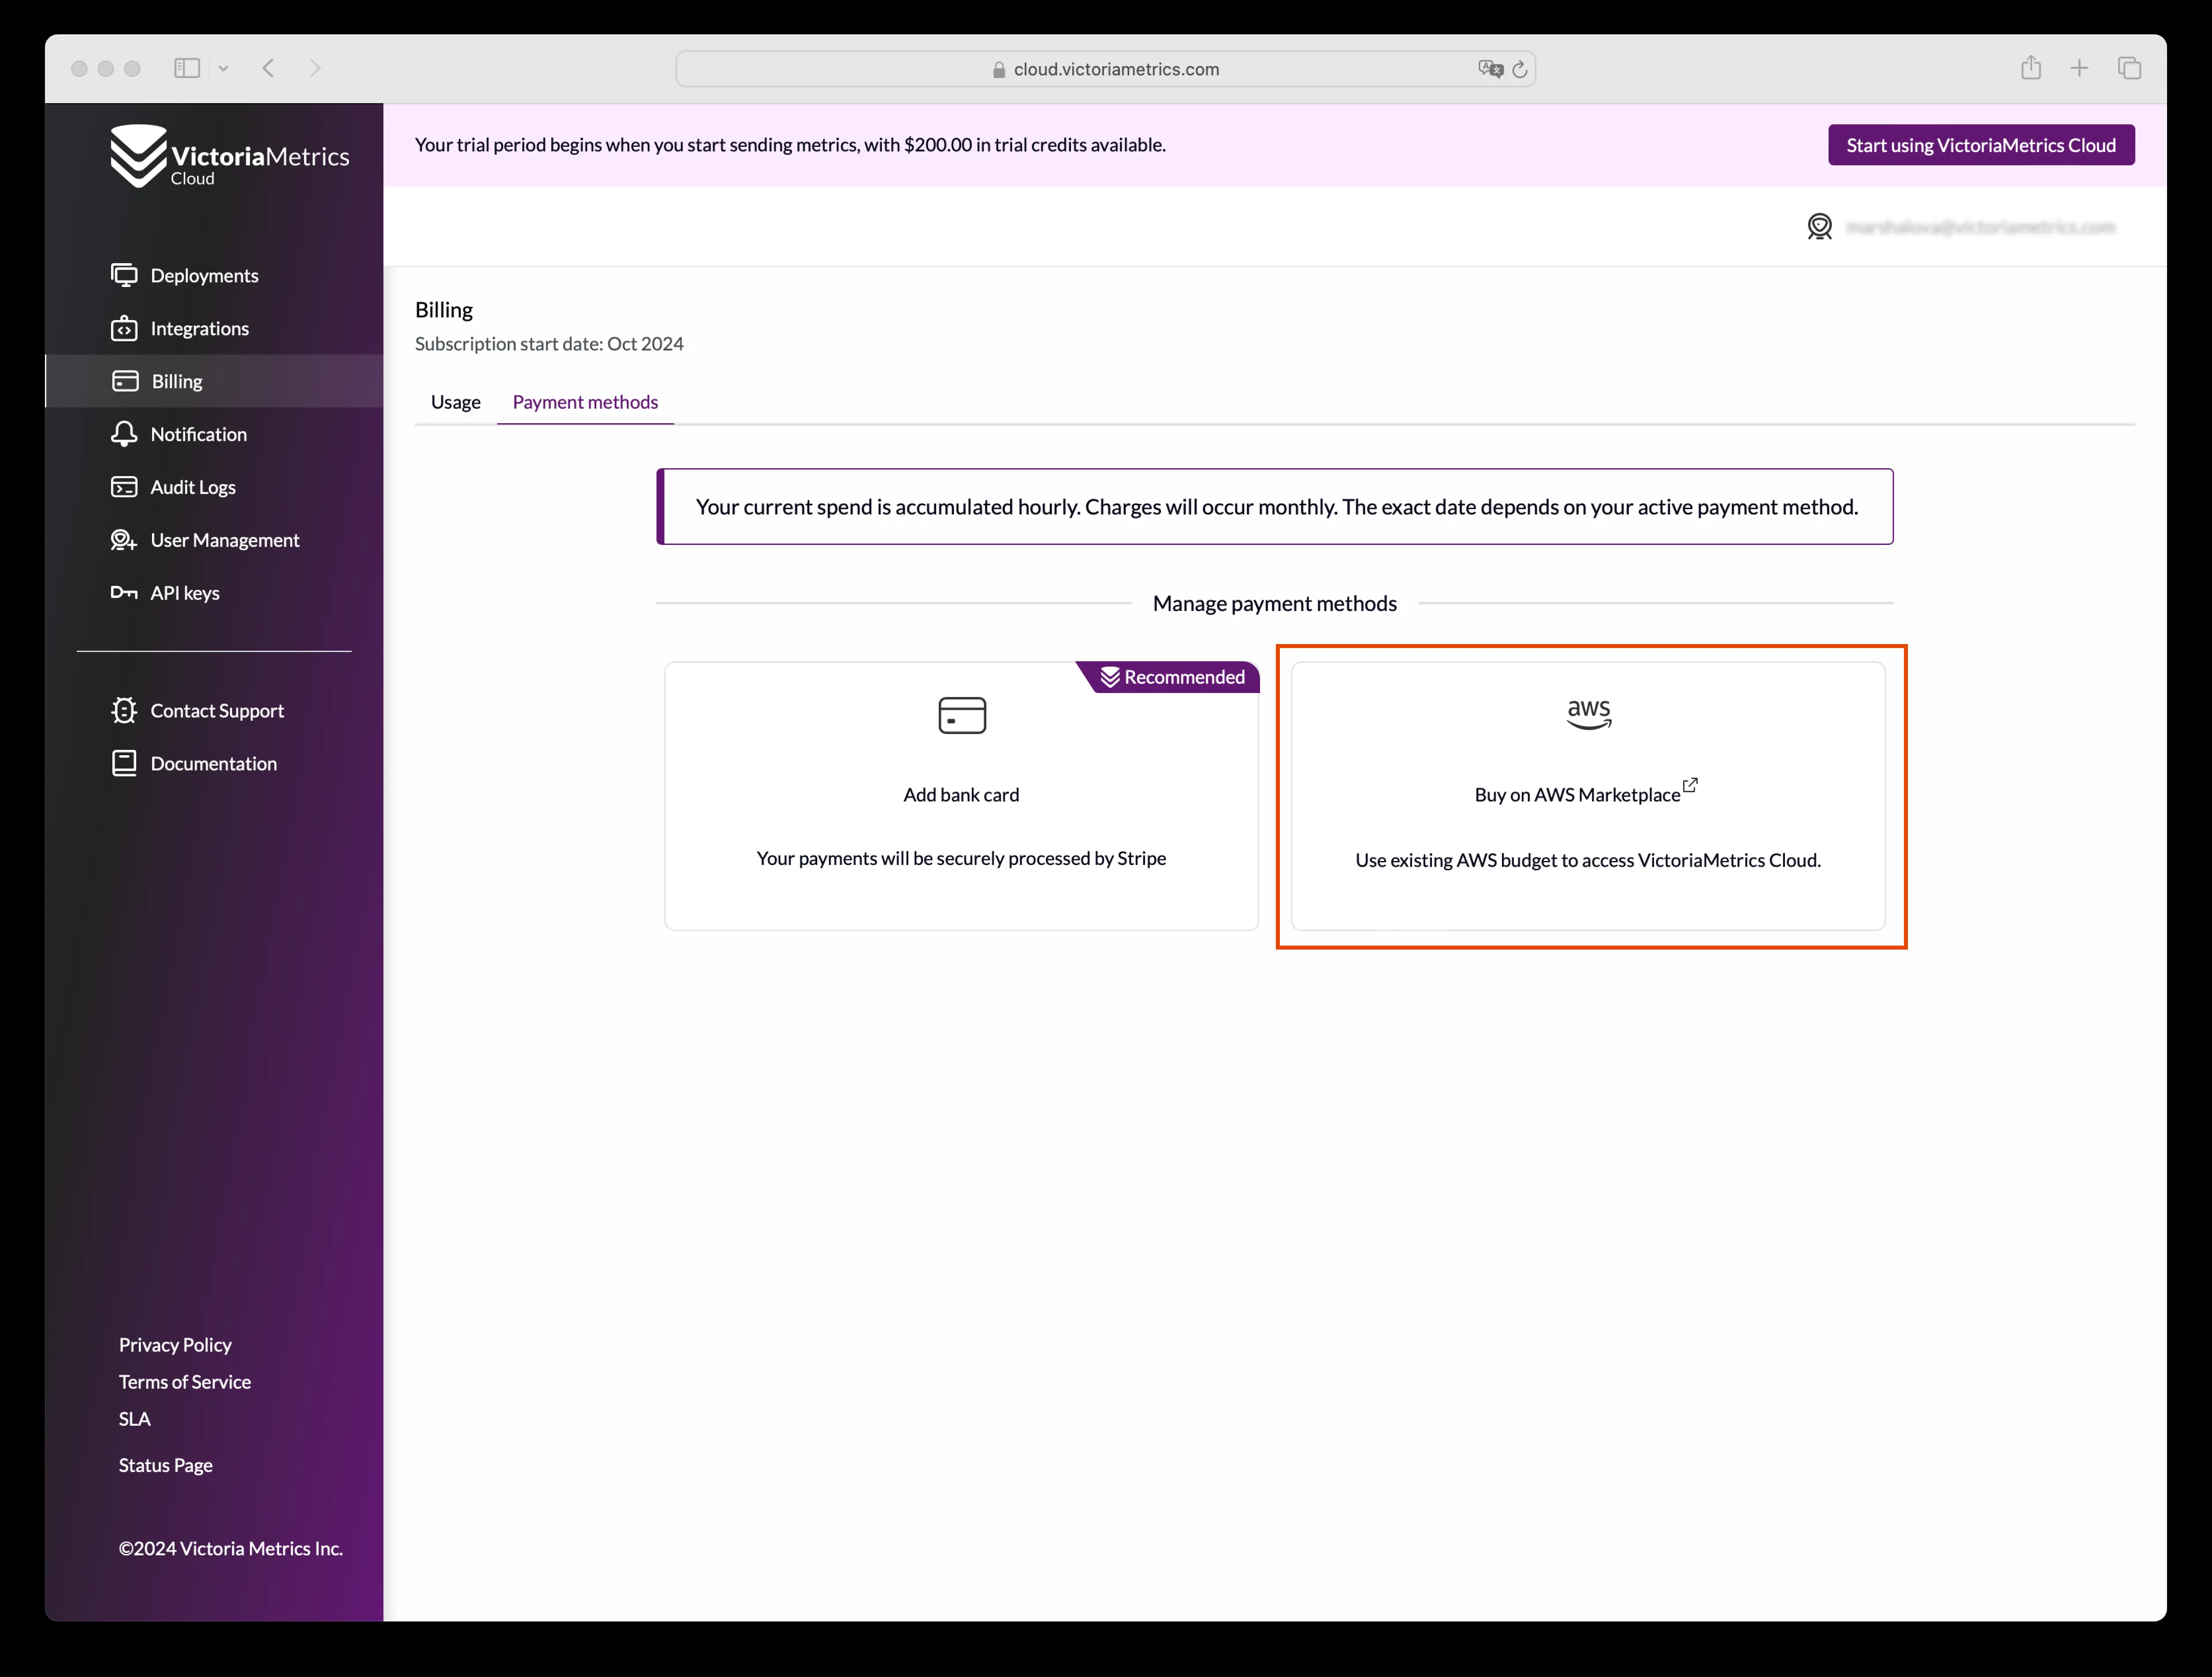 cloud.victoriametrics.com
VictoriaMetrics
Cloud
Your trial period begins when you start sending metrics, with $200.00 in trial credits available.
Start using VictoriaMetrics Cloud
Deployments
Integrations
Billing
Notification
Audit Logs
User Management
API keys
Contact Support
Documentation
Privacy Policy
Terms of Service
SLA
Status Page
©2024 Victoria Metrics Inc.
Billing
Subscription start date: Oct 2024
Usage
Payment methods
Your current spend is accumulated hourly. Charges will occur monthly. The exact date depends on your active payment method.
Manage payment methods
Recommended
Add bank card
Your payments will be securely processed by Stripe
aws
Buy on AWS Marketplace
Use existing AWS budget to access VictoriaMetrics Cloud.